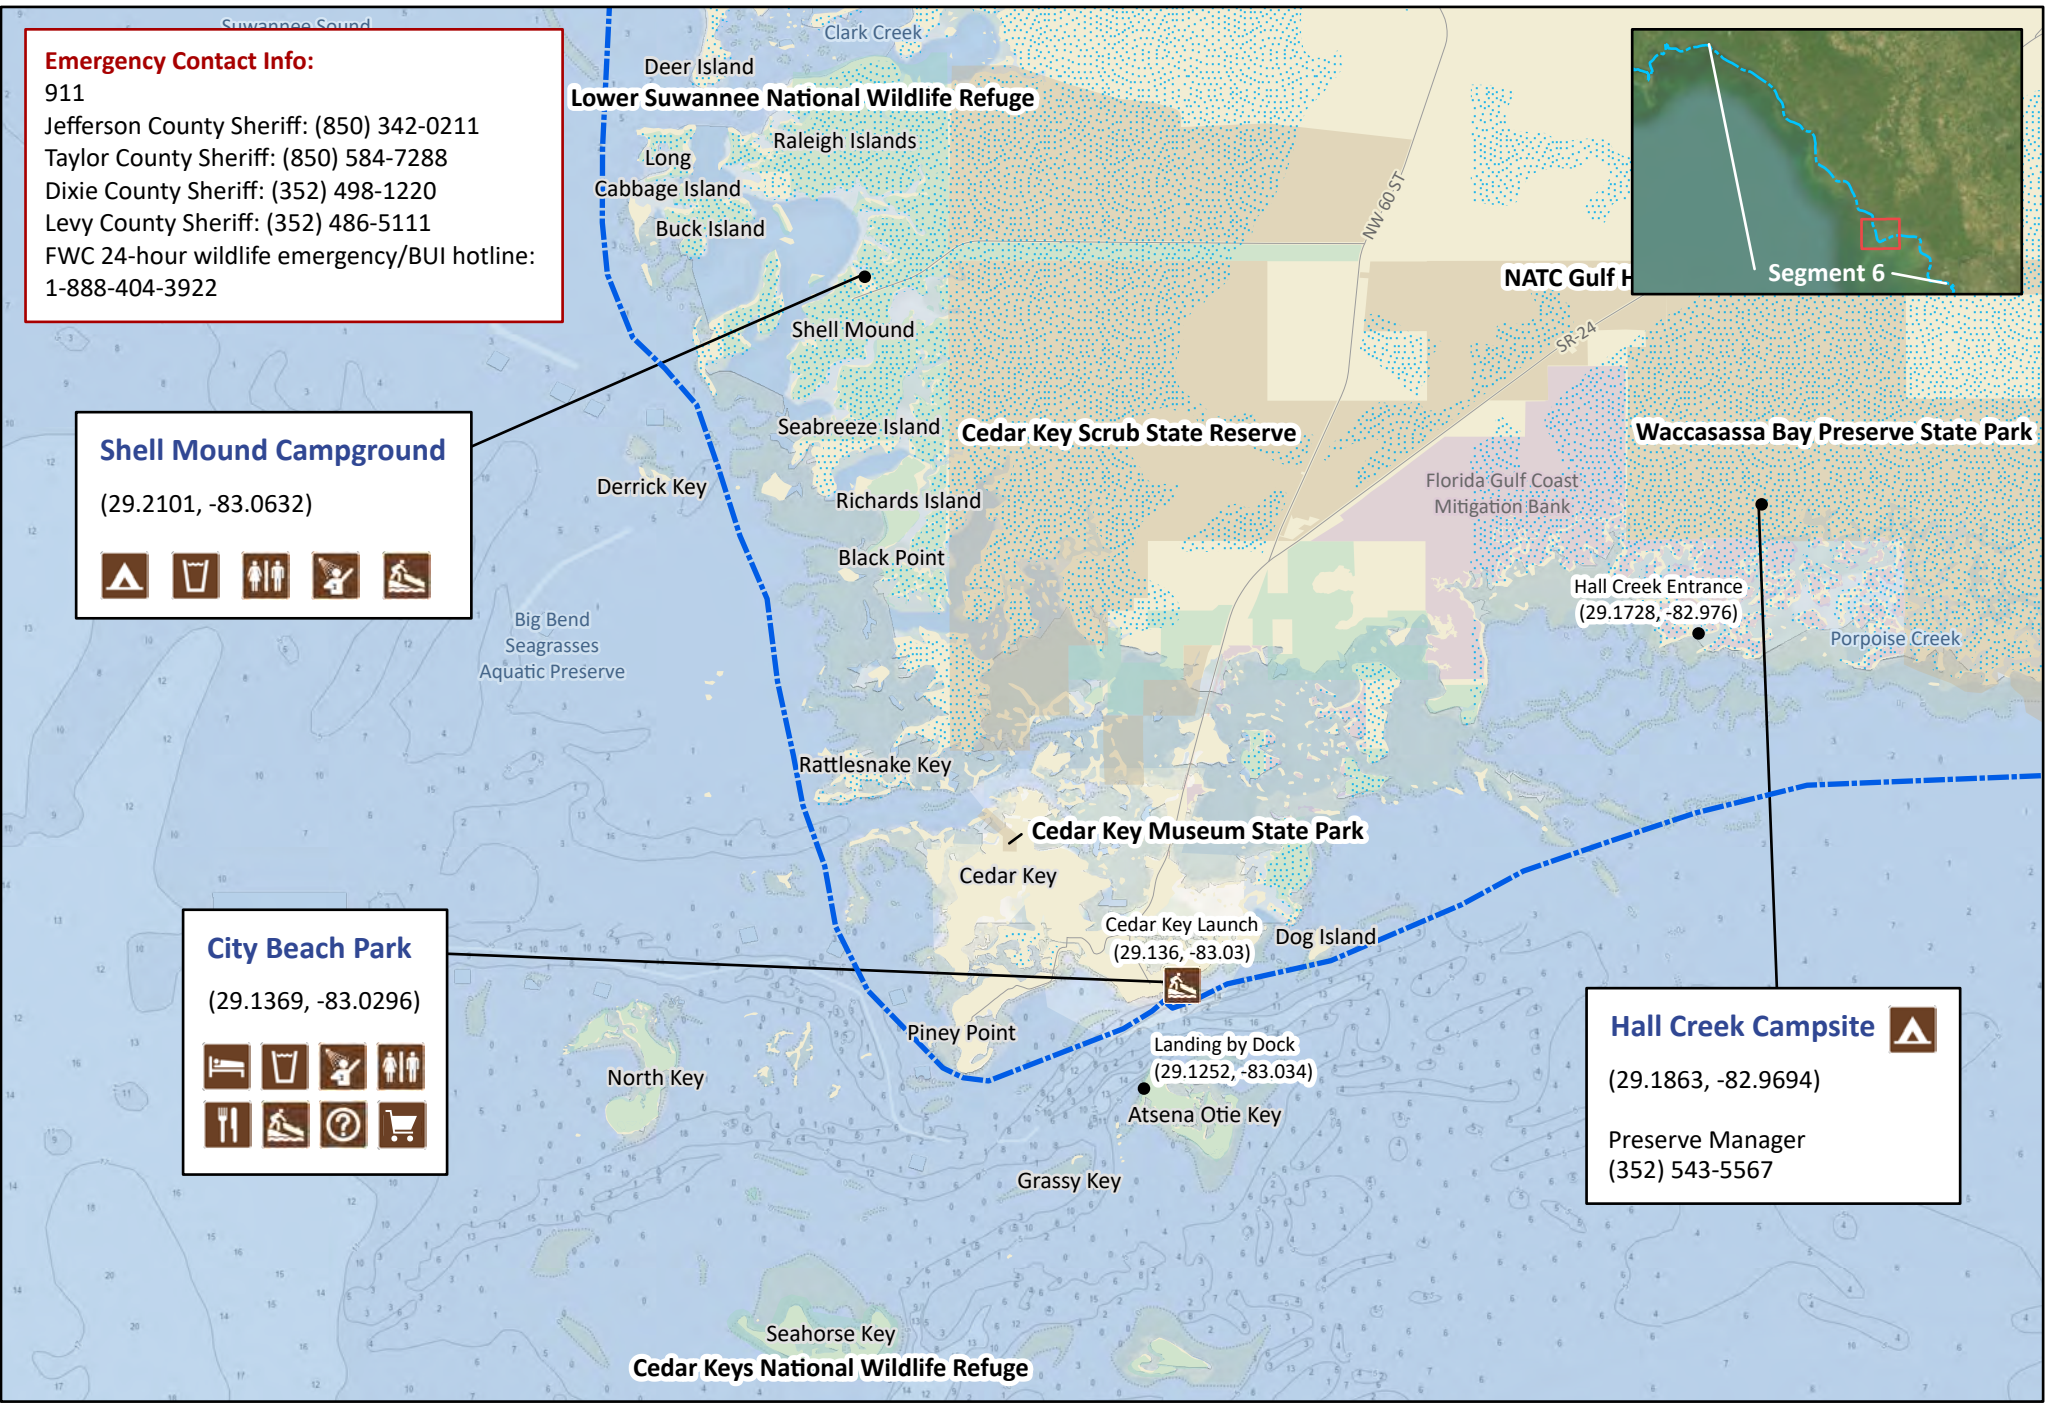 Suwannee Sound
Emergency Contact Info:
911
Jefferson County Sheriff: (850) 342-0211
Taylor County Sheriff: (850) 584-7288
Dixie County Sheriff: (352) 498-1220
Levy County Sheriff: (352) 486-5111
FWC 24-hour wildlife emergency/BUI hotline:
1-888-404-3922
Clark Creek
Deer Island
Lower Suwannee National Wildlife Refuge
Raleigh Islands
Long
Cabbage Island
Buck Island
NW 60 ST
Segment 6
NATC Gulf H
SR-24
Shell Mound
Shell Mound Campground
(29.2101, -83.0632)
Seabreeze Island
Cedar Key Scrub State Reserve
Waccasassa Bay Preserve State Park
Derrick Key
Richards Island
Florida Gulf Coast
Mitigation Bank
Black Point
Hall Creek Entrance
(29.1728, -82.976)
Porpoise Creek
Big Bend
Seagrasses
Aquatic Preserve
Rattlesnake Key
Cedar Key Museum State Park
Cedar Key
Cedar Key Launch
(29.136, -83.03)
Dog Island
City Beach Park
(29.1369, -83.0296)
?
Piney Point
Landing by Dock
(29.1252, -83.034)
Atsena Otie Key
North Key
Grassy Key
Hall Creek Campsite
(29.1863, -82.9694)
Preserve Manager
(352) 543-5567
Seahorse Key
Cedar Keys National Wildlife Refuge